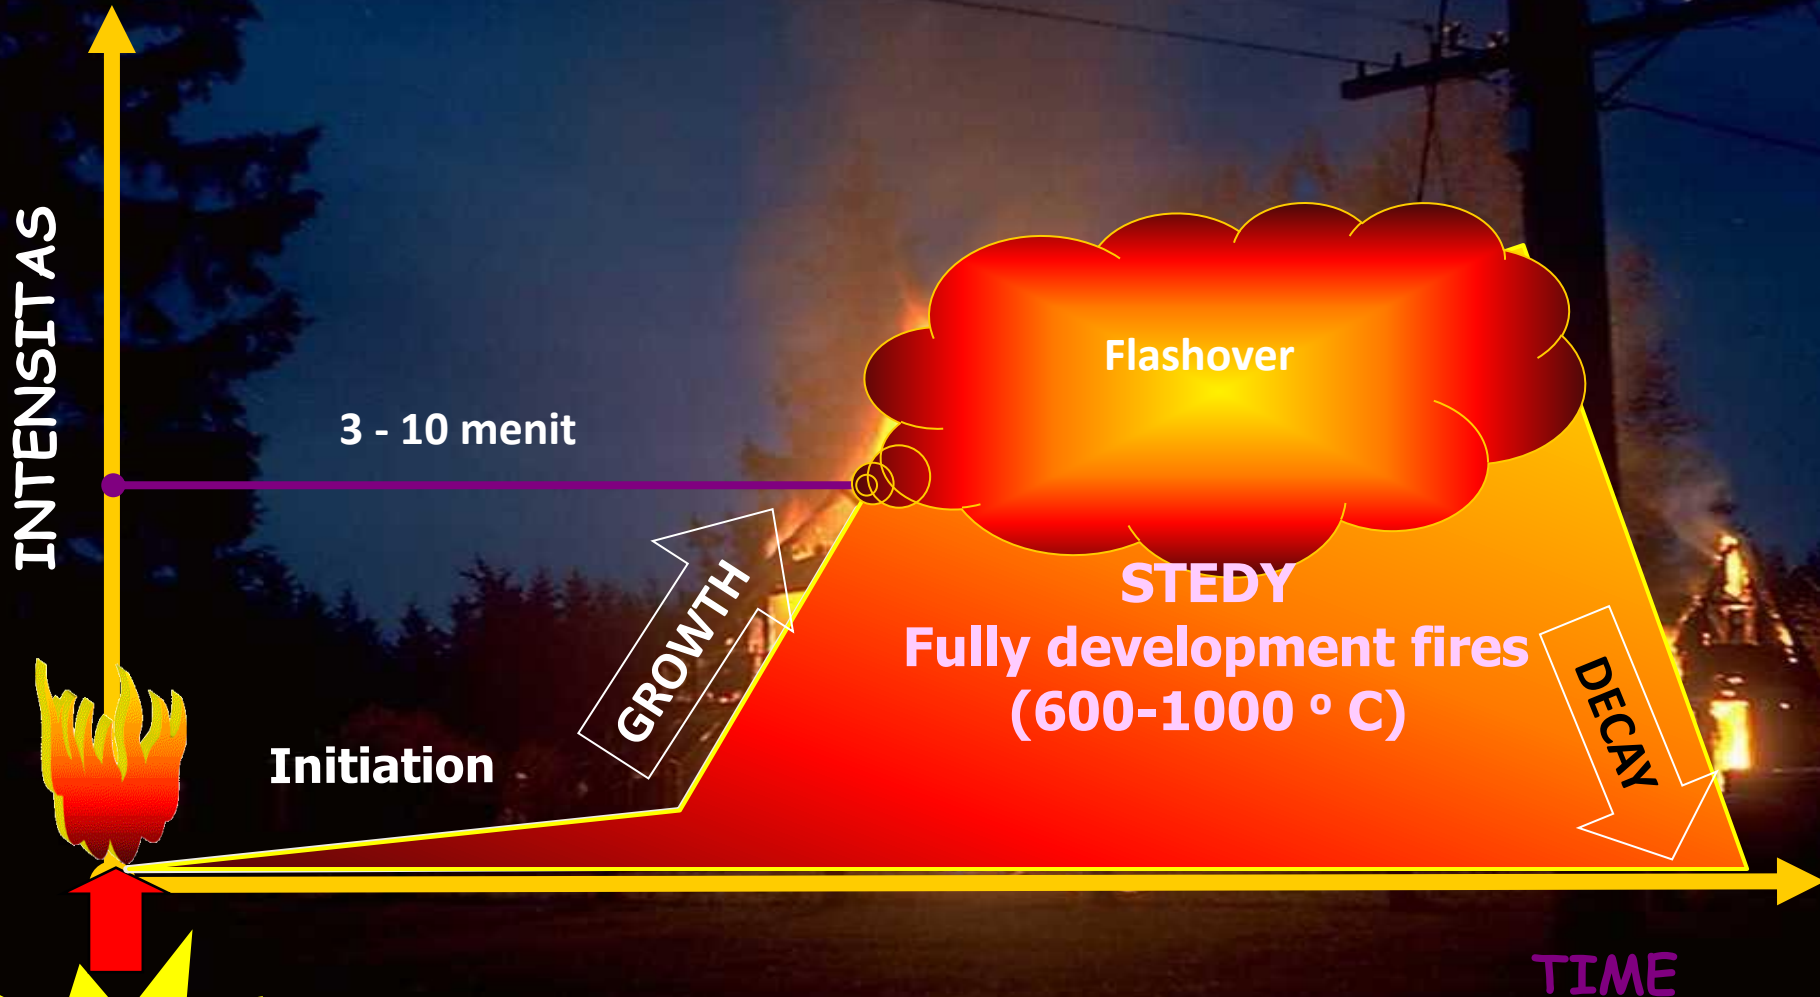 INTENSITAS
Flashover
3 - 10 menit
GROWTH
STEDY
Fully development fires
(600-1000 º C)
DECAY
Initiation
TIME